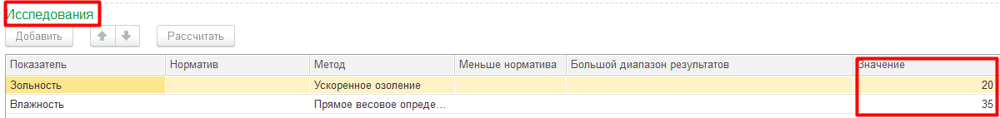 Исследования
Добавить Рассчитать
Показатель Норматив Метод Меньше норматива Большой диапазон результатов Значение
Зольность Ускоренное озоление 20
Влажность Прямое весовое опреде... 35